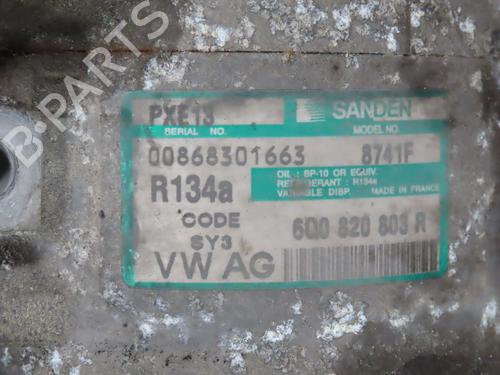 B-PARTS
PXE13 SANDEN
SERIAL NO. MODEL NO.
00868301663 8741F
R134a
OIL : SP-10 OR EQUIV.
REFRIGERANT : R134a
VARIABLE DISP. MADE IN FRANCE
CODE
SY3
6Q0 820 803 R
VW AG